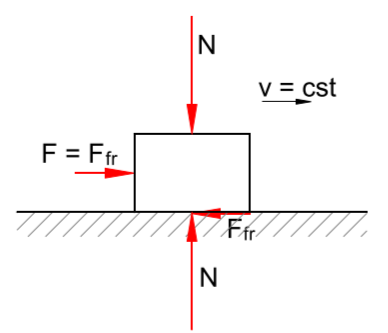 N
v = cst
F = Ffr
Ffr
N